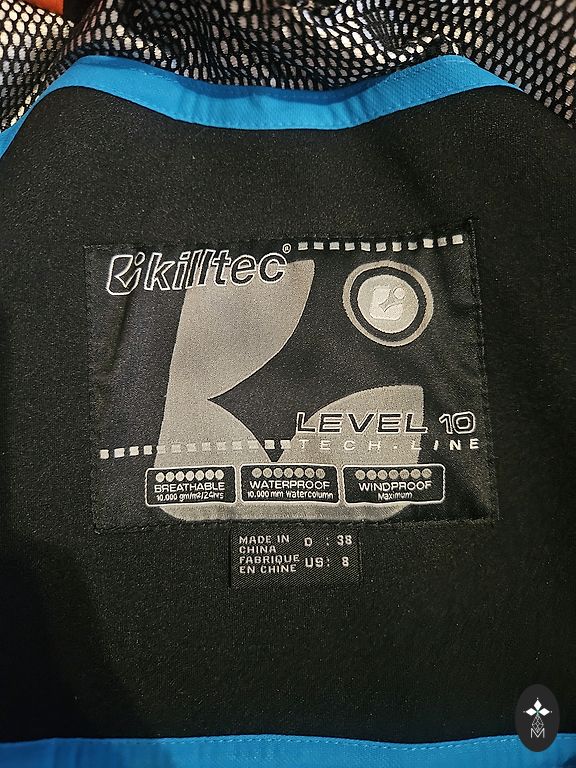 killtec®
LEVEL 10
TECH-LINE
BREATHABLE
10.000 gm/m2/24hrs
WATERPROOF
10.000 mm Watercolumn
WINDPROOF
Maximum
MADE IN
CHINA
FABRIQUE
EN CHINE
D : 38
US: 8
M